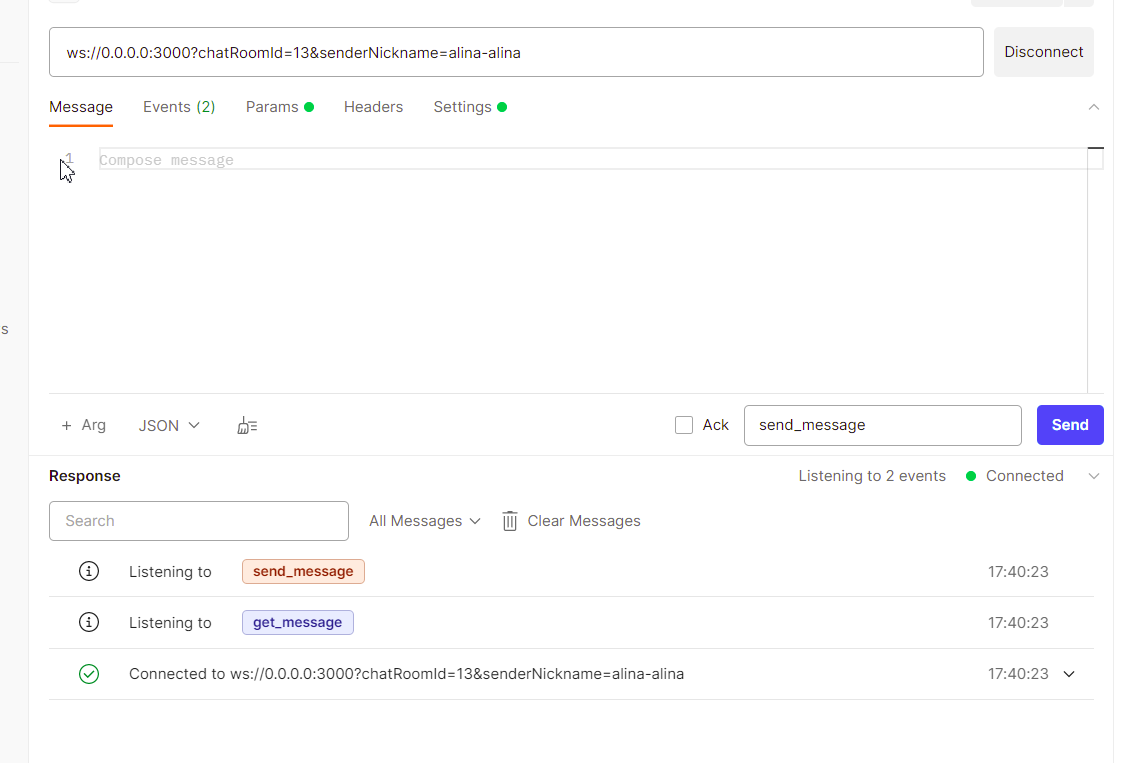 ws://0.0.0.0:3000?chatRoomId=13&senderNickname=alina-alina
Disconnect
Message Events (2) Params Headers Settings
1 Compose message
s
+ Arg JSON Ack send_message Send
Response Listening to 2 events Connected
Search All Messages Clear Messages
Listening to send_message 17:40:23
Listening to get_message 17:40:23
Connected to ws://0.0.0.0:3000?chatRoomId=13&senderNickname=alina-alina 17:40:23